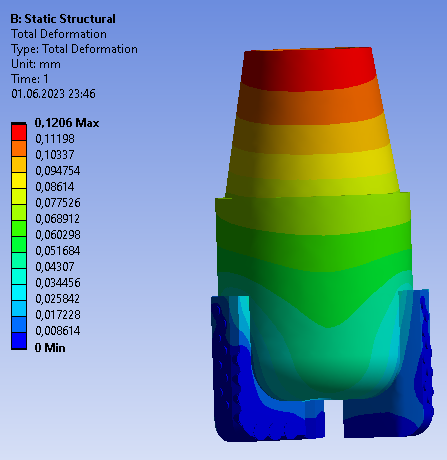 B: Static Structural
Total Deformation
Type: Total Deformation
Unit: mm
Time: 1
01.06.2023 23:46
0,1206 Max
0,11198
0,10337
0,094754
0,08614
0,077526
0,068912
0,060298
0,051684
0,04307
0,034456
0,025842
0,017228
0,008614
0 Min